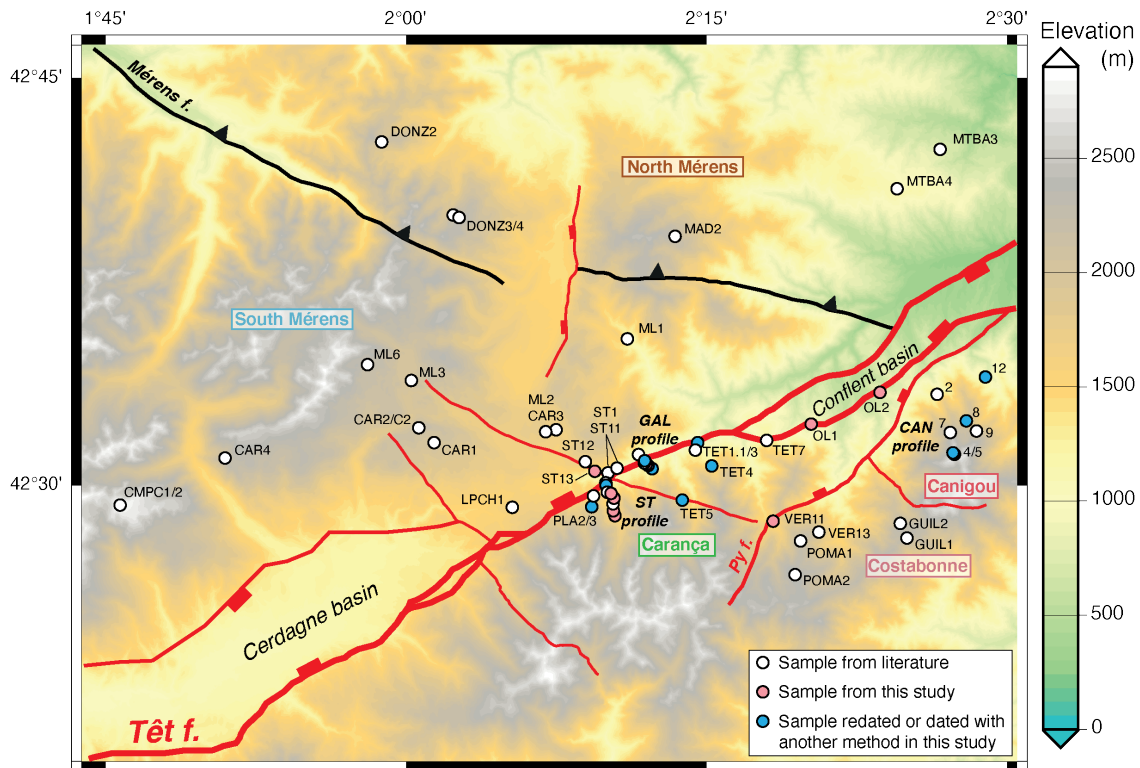 1°45'
2°00'
2°15'
2°30'
Elevation
(m)
42°45'
Mérens f.
DONZ2
MTBA3
North Mérens
2500
MTBA4
DONZ3/4
MAD2
2000
South Mérens
ML1
ML6
ML3
Conflent basin
12
1500
ML2
CAR3
ST1
ST11
GAL
profile
OL2
2
CAR2/C2
CAR1
OL1
CAN
profile
7
8
9
CAR4
ST12
TET1.1/3
TET7
4/5
42°30'
ST13
TET4
CMPC1/2
LPCH1
PLA2/3
ST
profile
TET5
Canigou
1000
VER11
GUIL2
VER13
GUIL1
Carança
Py f.
POMA1
Costabonne
POMA2
500
Cerdagne basin
Sample from literature
Sample from this study
Sample redated or dated with
another method in this study
Têt f.
0